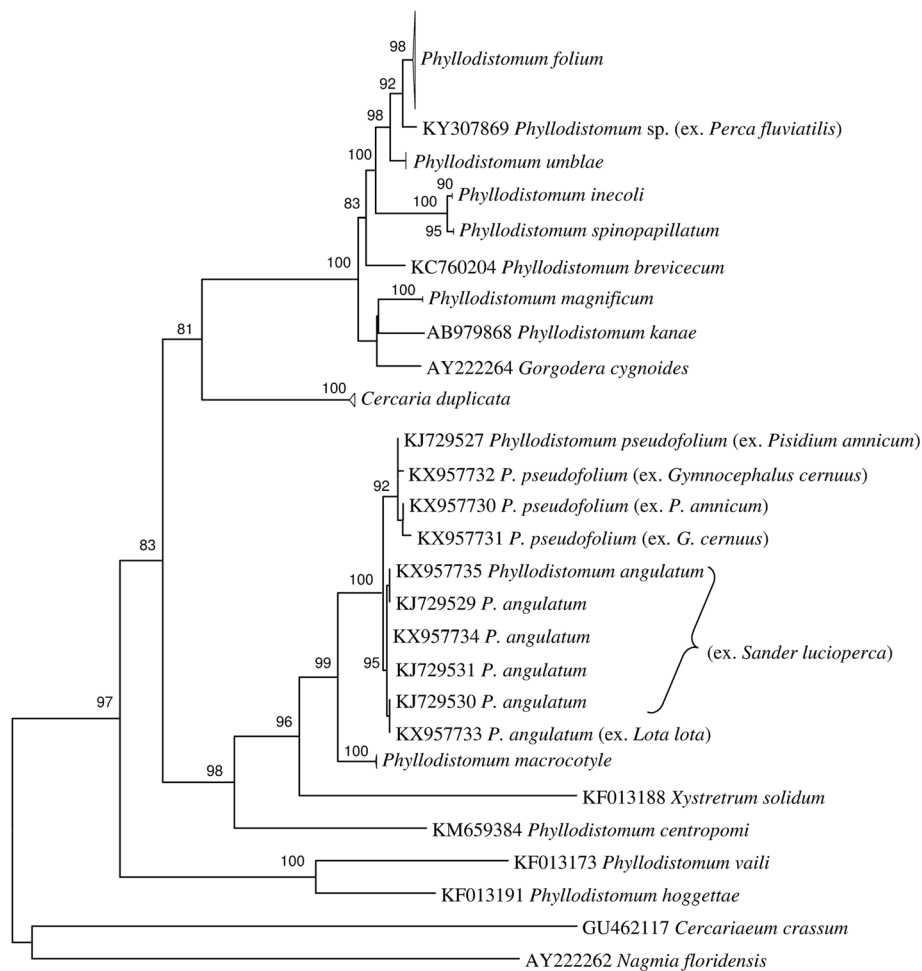 98
Phyllodistomum folium
92
KY307869 Phyllodistomum sp. (ex. Perca fluviatilis)
98
Phyllodistomum umblae
100
90
Phyllodistomum inecoli
100
83
95
Phyllodistomum spinopapillatum
100
KC760204 Phyllodistomum brevicecum
100
Phyllodistomum magnificum
81
AB979868 Phyllodistomum kanae
AY222264 Gorgodera cygnoides
100
Cercaria duplicata
KJ729527 Phyllodistomum pseudofolium (ex. Pisidium amnicum)
KX957732 P. pseudofolium (ex. Gymnocephalus cernuus)
92
KX957730 P. pseudofolium (ex. P. amnicum)
KX957731 P. pseudofolium (ex. G. cernuus)
83
KX957735 Phyllodistomum angulatum
100
KJ729529 P. angulatum
KX957734 P. angulatum
(ex. Sander lucioperca)
99
95
KJ729531 P. angulatum
KJ729530 P. angulatum
97
96
KX957733 P. angulatum (ex. Lota lota)
100
Phyllodistomum macrocotyle
98
KF013188 Xystretrum solidum
KM659384 Phyllodistomum centropomi
100
KF013173 Phyllodistomum vaili
KF013191 Phyllodistomum hoggettae
GU462117 Cercariaeum crassum
AY222262 Nagmia floridensis